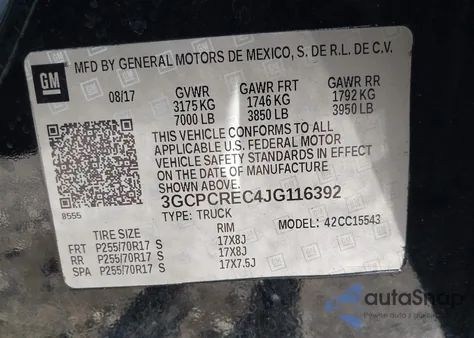 MFD BY GENERAL MOTORS DE MEXICO, S. DE R.L. DE C.V.
GM
08/17 GVWR GAWR FRT GAWR RR
3175 KG 1746 KG 1792 KG
7000 LB 3850 LB 3950 LB
THIS VEHICLE CONFORMS TO ALL
APPLICABLE U.S. FEDERAL MOTOR
VEHICLE SAFETY STANDARDS IN EFFECT
ON THE DATE OF MANUFACTURE
SHOWN ABOVE.
3GCPCREC4JG116392
TYPE: TRUCK MODEL: 42CC15543
8555
TIRE SIZE RIM
FRT P255/70R17 S 17X8J
RR P255/70R17 S 17X8J
SPA P255/70R17 S 17X7.5J
autoSnap